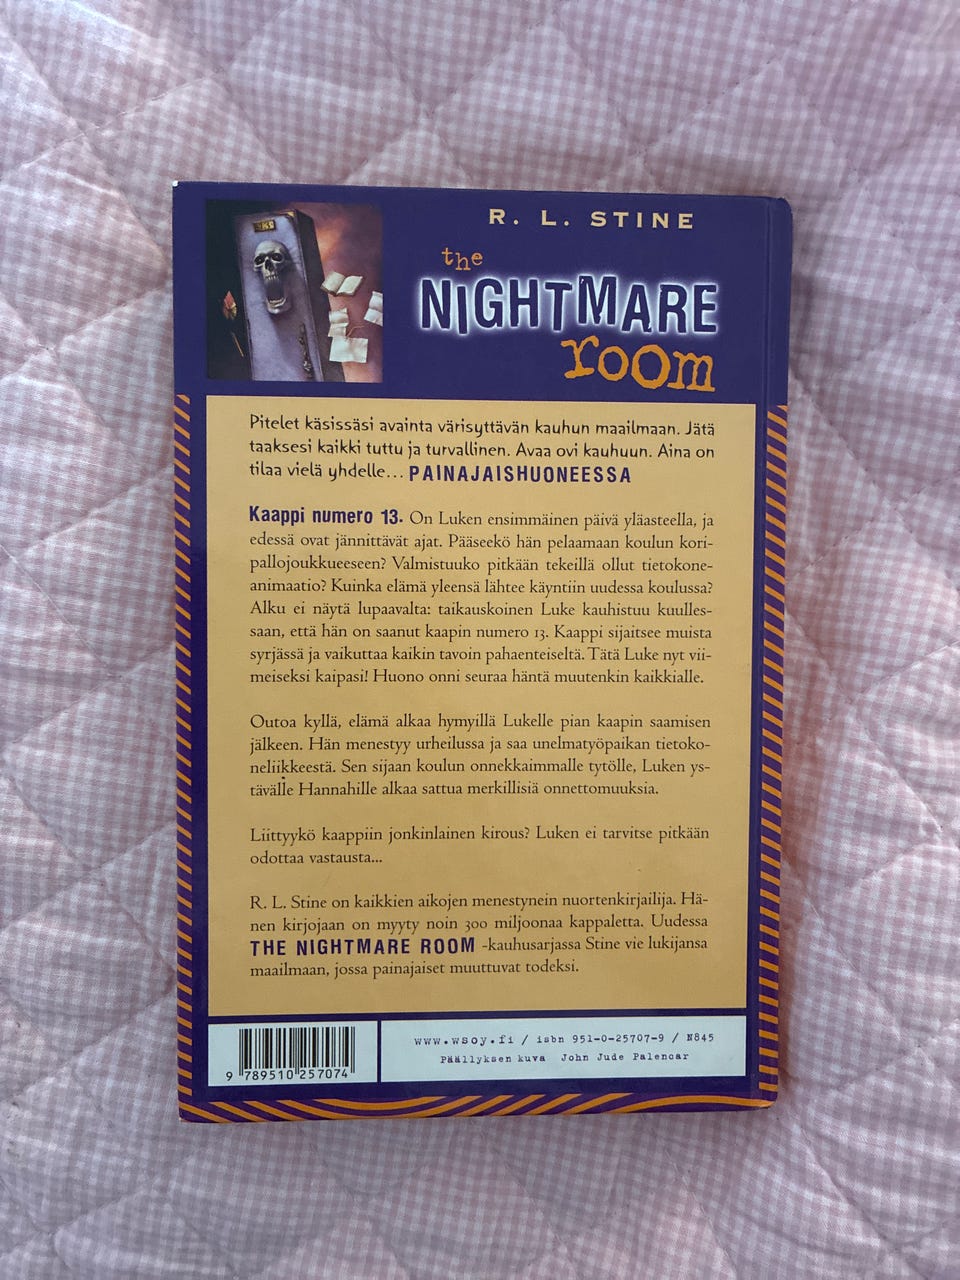 13
R. L. STINE
the
NIGHTMARE
room
Pitelet käsissäsi avainta värisyttävän kauhun maailmaan. Jätä
taaksesi kaikki tuttu ja turvallinen. Avaa ovi kauhuun. Aina on
tilaa vielä yhdelle... PAINAJAISHUONEESSA
Kaappi numero 13. On Luken ensimmäinen päivä yläasteella, ja
edessä ovat jännittävät ajat. Pääseekö hän pelaamaan koulun kori-
pallojoukkueeseen? Valmistuuko pitkään tekeillä ollut tietokone-
animaatio? Kuinka elämä yleensä lähtee käyntiin uudessa koulussa?
Alku ei näytä lupaavalta: taikauskoinen Luke kauhistuu kuulles-
saan, että hän on saanut kaapin numero 13. Kaappi sijaitsee muista
syrjässä ja vaikuttaa kaikin tavoin pahaenteiseltä. Tätä Luke nyt vii-
meiseksi kaipasi! Huono onni seuraa häntä muutenkin kaikkialle.
Outoa kyllä, elämä alkaa hymyillä Lukelle pian kaapin saamisen
jälkeen. Hän menestyy urheilussa ja saa unelmatyöpaikan tietoko-
neliikkeestä. Sen sijaan koulun onnekkaimmalle tytölle, Luken ys-
tävälle Hannahille alkaa sattua merkillisiä onnettomuuksia.
Liittyykö kaappiin jonkinlainen kirous? Luken ei tarvitse pitkään
odottaa vastausta...
R. L. Stine on kaikkien aikojen menestynein nuortenkirjailija. Hä-
nen kirjojaan on myyty noin 300 miljoonaa kappaletta. Uudessa
THE NIGHTMARE ROOM -kauhusarjassa Stine vie lukijansa
maailmaan, jossa painajaiset muuttuvat todeksi.
www.wsoy.fi / isbn 951-0-25707-9 / N845
Päällyksen kuva John Jude Palencar
9 789510 257074